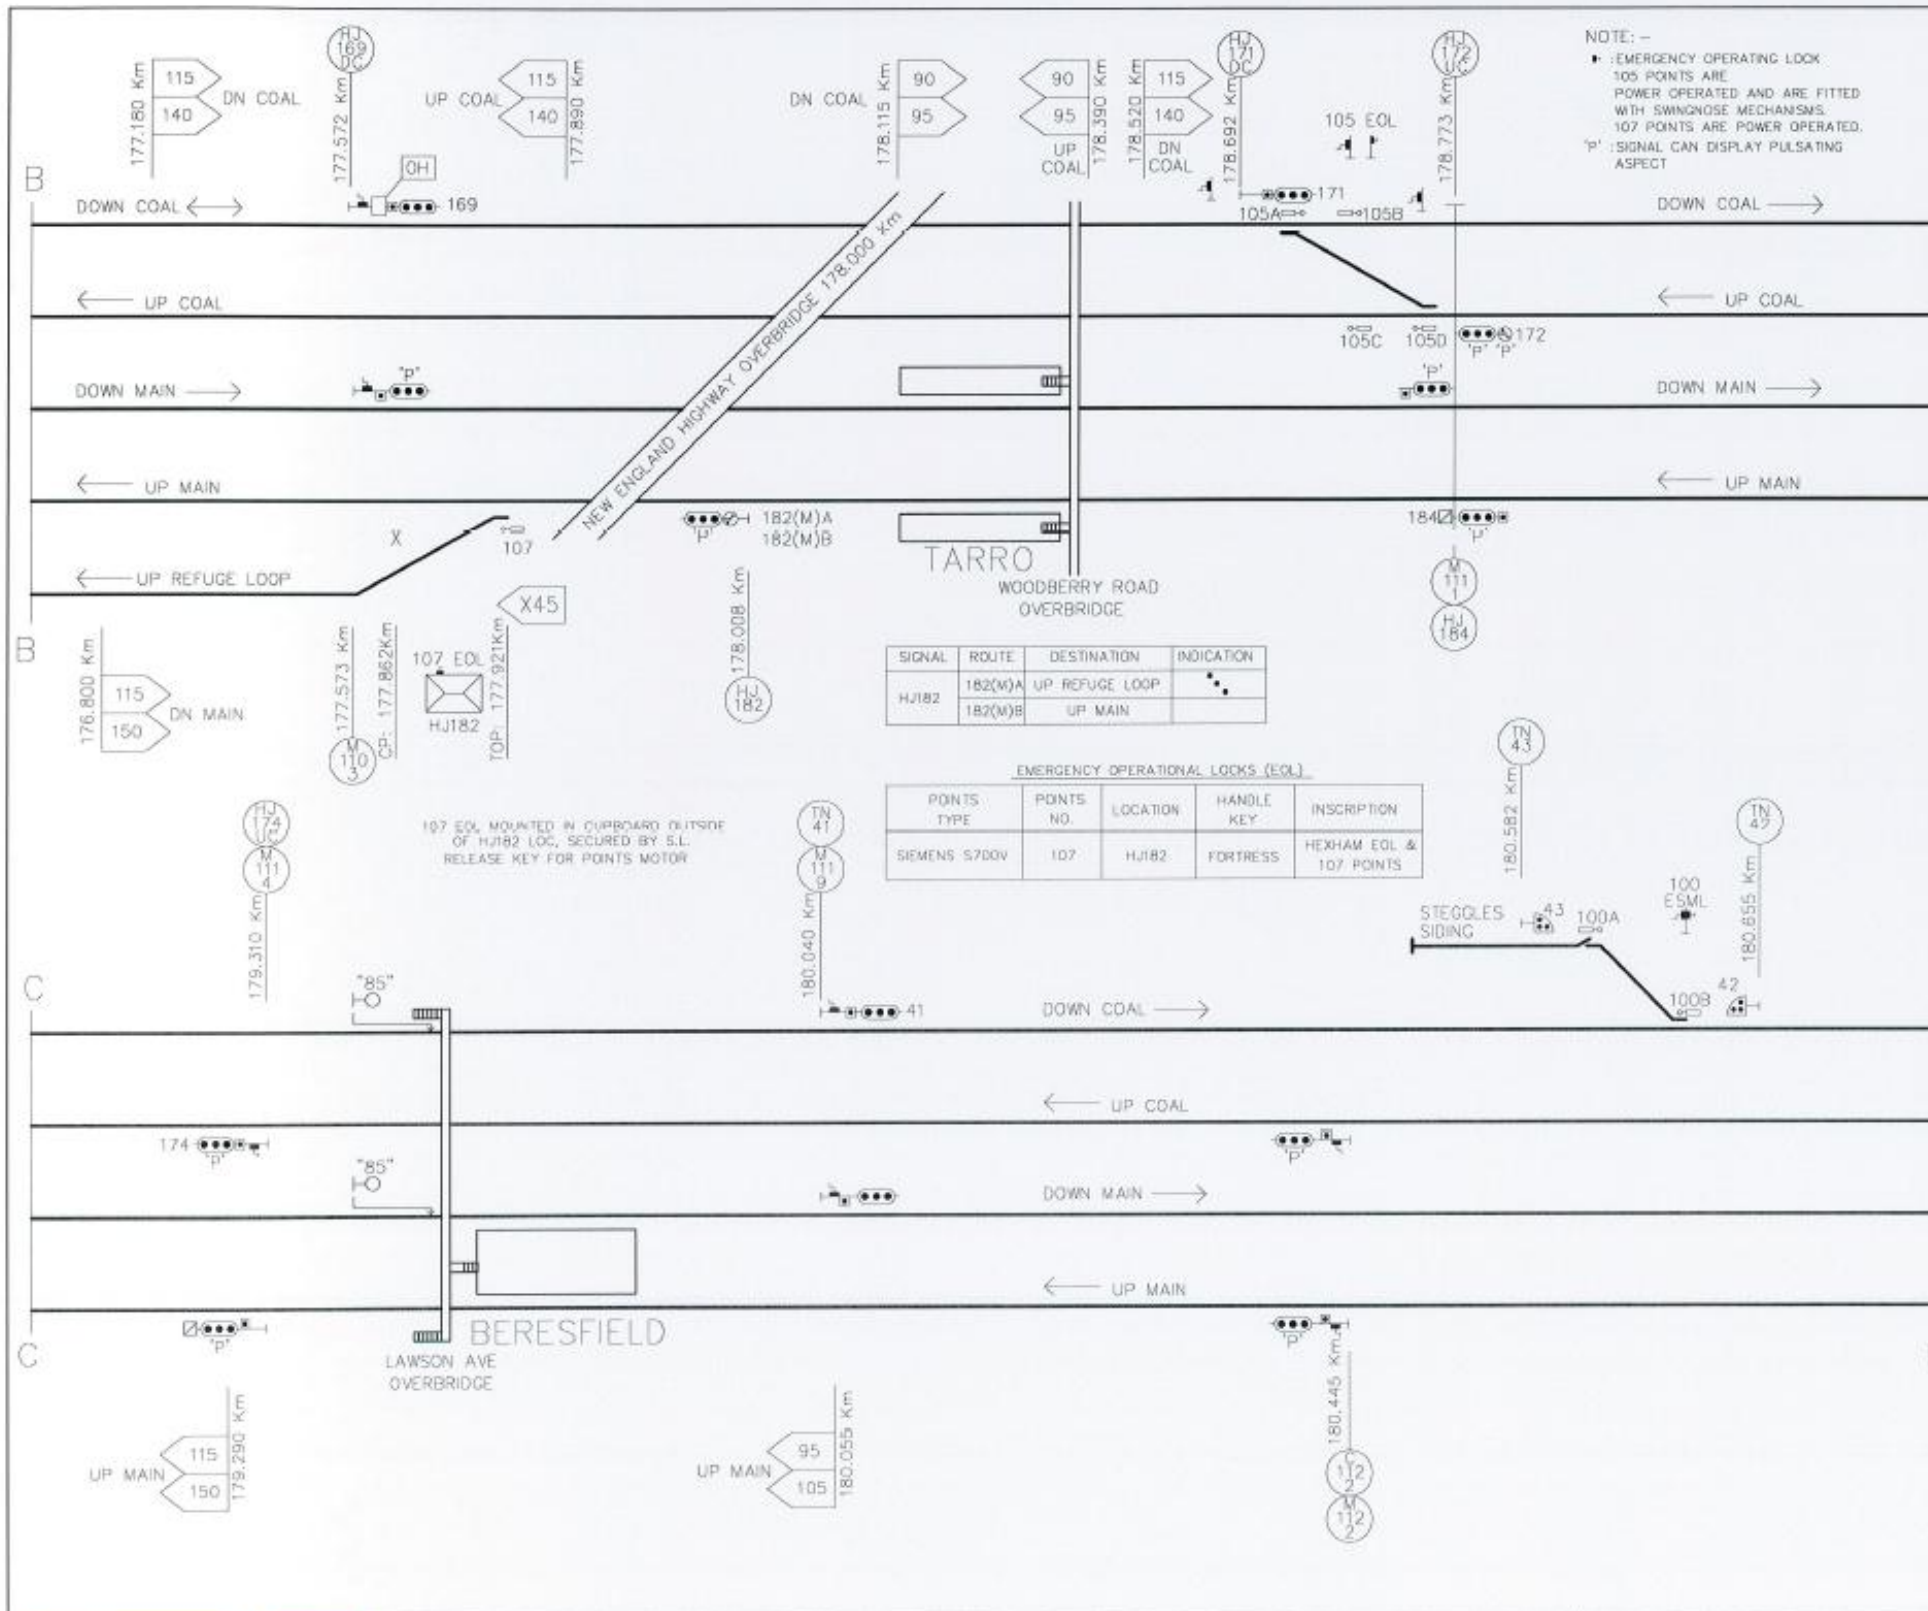 HJ
169
DC
HJ
171
DC
HJ
172
UC
NOTE: -
: EMERGENCY OPERATING LOCK
105 POINTS ARE
POWER OPERATED AND ARE FITTED
WITH SWINGNOSE MECHANISMS.
107 POINTS ARE POWER OPERATED.
'P' : SIGNAL CAN DISPLAY PULSATING
ASPECT
177.180 Km
115
140
DN COAL
177.572 Km
UP COAL
115
140
177.890 Km
DN COAL
178.115 Km
90
95
90
95
UP
COAL
178.390 Km
178.520 Km
115
140
DN
COAL
178.692 Km
105 EOL
178.773 Km
OH
B
DOWN COAL
169
171
105A
105B
DOWN COAL
UP COAL
NEW ENGLAND HIGHWAY OVERBRIDGE 178.000 Km
UP COAL
105C
105D
'P'
'P'
172
DOWN MAIN
'P'
'P'
DOWN MAIN
UP MAIN
UP MAIN
X
107
'P'
182(M)A
182(M)B
184
'P'
UP REFUGE LOOP
TARRO
X45
WOODBERRY ROAD
OVERBRIDGE
M
111
1
HJ
184
B
176.800 Km
115
150
DN MAIN
177.573 Km
M
110
3
CP: 177.862Km
107 EOL
HJ182
TOP: 177.921Km
178.008 Km
HJ
182
SIGNAL ROUTE DESTINATION INDICATION
HJ182 182(M)A UP REFUGE LOOP
182(M)B UP MAIN
EMERGENCY OPERATIONAL LOCKS (EOL)
POINTS TYPE POINTS NO. LOCATION HANDLE KEY INSCRIPTION
SIEMENS S700V 107 HJ182 FORTRESS HEXHAM EOL & 107 POINTS
107 EOL MOUNTED IN CUPBOARD OUTSIDE
OF HJ182 LOC, SECURED BY S.L.
RELEASE KEY FOR POINTS MOTOR
HJ
174
UC
M
111
4
179.310 Km
TN
41
M
111
9
180.040 Km
TN
43
180.582 Km
TN
42
180.655 Km
STEGGLES
SIDING
43
100A
100
ESML
100B
42
C
"85"
41
DOWN COAL
UP COAL
174
'P'
'P'
"85"
DOWN MAIN
UP MAIN
'P'
'P'
BERESFIELD
LAWSON AVE
OVERBRIDGE
C
UP MAIN
115
150
179.290 Km
UP MAIN
95
105
180.055 Km
180.445 Km
C
112
2
M
112
2